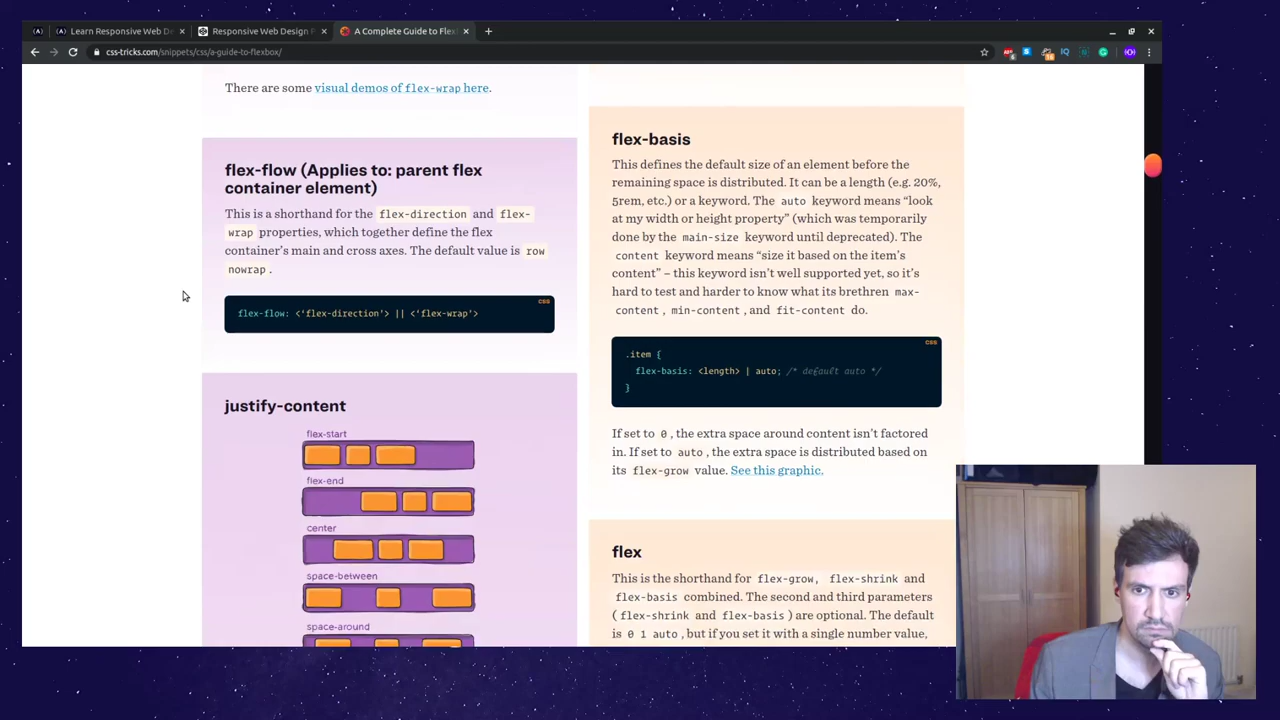 Learn Responsive Web De
Responsive Web Design P
A Complete Guide to Flex
css-tricks.com/snippets/css/a-guide-to-flexbox/
There are some visual demos of flex-wrap here.
flex-flow (Applies to: parent flex
container element)
This is a shorthand for the flex-direction and flex-
wrap properties, which together define the flex
container’s main and cross axes. The default value is row
nowrap.
CSS
flex-flow: <‘flex-direction’> || <‘flex-wrap’>
justify-content
flex-start
flex-end
center
space-between
space-around
flex-basis
This defines the default size of an element before the
remaining space is distributed. It can be a length (e.g. 20%,
5rem, etc.) or a keyword. The auto keyword means “look
at my width or height property” (which was temporarily
done by the main-size keyword until deprecated). The
content keyword means “size it based on the item’s
content” – this keyword isn’t well supported yet, so it’s
hard to test and harder to know what its brethren max-
content, min-content, and fit-content do.
CSS
.item {
flex-basis: <length> | auto; /* default auto */
}
If set to 0, the extra space around content isn’t factored
in. If set to auto, the extra space is distributed based on
its flex-grow value. See this graphic.
flex
This is the shorthand for flex-grow, flex-shrink and
flex-basis combined. The second and third parameters
(flex-shrink and flex-basis) are optional. The default
is 0 1 auto, but if you set it with a single number value,